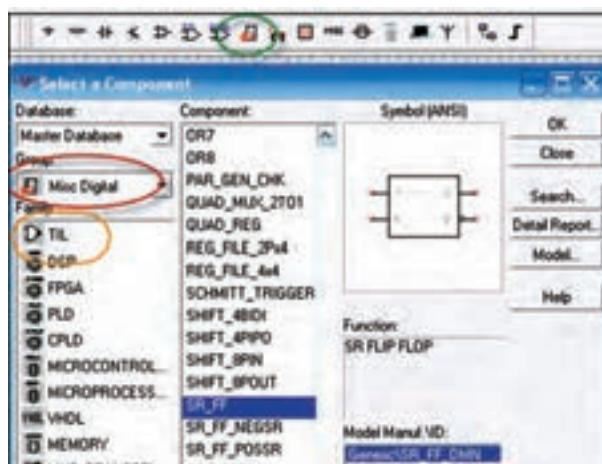 Select a Component
Database:
Master Database
Group:
Misc Digital
Family:
TIL
DSP
FPGA
PLD
CPLD
MICROCONTROL...
MICROPROCESS...
VHDL
MEMORY
Component:
OR7
OR8
PAR_GEN_CHK
QUAD_MUX_2TO1
QUAD_REG
REG_FILE_2Px4
REG_FILE_4x4
SCHMITT_TRIGGER
SHIFT_4BIDI
SHIFT_4PIPO
SHIFT_8PIN
SHIFT_8POUT
SR_FF
SR_FF_NEGSR
SR_FF_POSSR
Symbol (ANSI)
Function:
SR FLIP FLOP
Model Manuf.\ID:
Generic\SR_FF_DMN
OK
Close
Search...
Detail Report...
Model...
Help